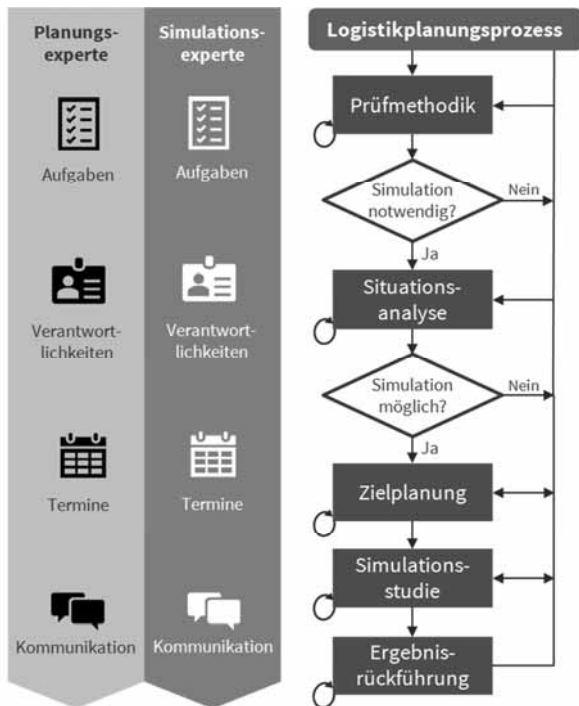 Planungs-
experte
Aufgaben
Verantwort-
lichkeiten
Termine
Kommunikation
Simulations-
experte
Aufgaben
Verantwort-
lichkeiten
Termine
Kommunikation
Logistikplanungsprozess
Prüfmethodik
Simulation
notwendig?
Nein
Ja
Situations-
analyse
Simulation
möglich?
Nein
Ja
Zielplanung
Simulations-
studie
Ergebnis-
rückführung